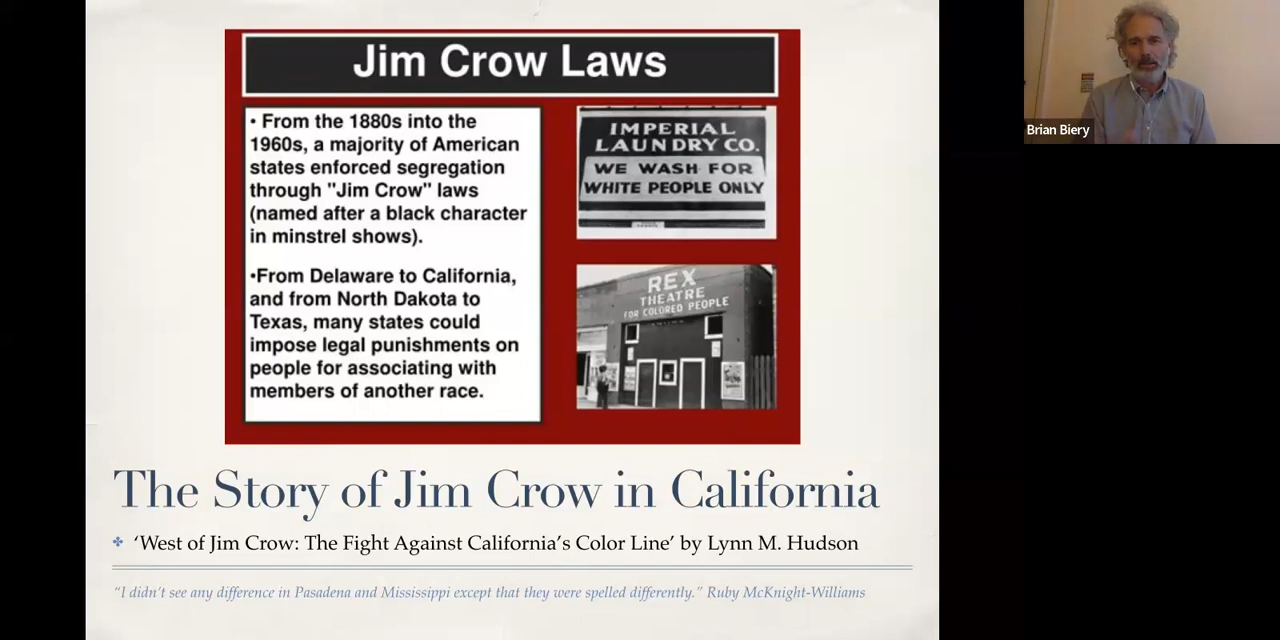 Jim Crow Laws
• From the 1880s into the
1960s, a majority of American
states enforced segregation
through "Jim Crow" laws
(named after a black character
in minstrel shows).
•From Delaware to California,
and from North Dakota to
Texas, many states could
impose legal punishments on
people for associating with
members of another race.
IMPERIAL
LAUNDRY CO.
WE WASH FOR
WHITE PEOPLE ONLY
REX
THEATRE
FOR COLORED PEOPLE
Brian Biery
The Story of Jim Crow in California
‘West of Jim Crow: The Fight Against California’s Color Line’ by Lynn M. Hudson
“I didn’t see any difference in Pasadena and Mississippi except that they were spelled differently.” Ruby McKnight-Williams